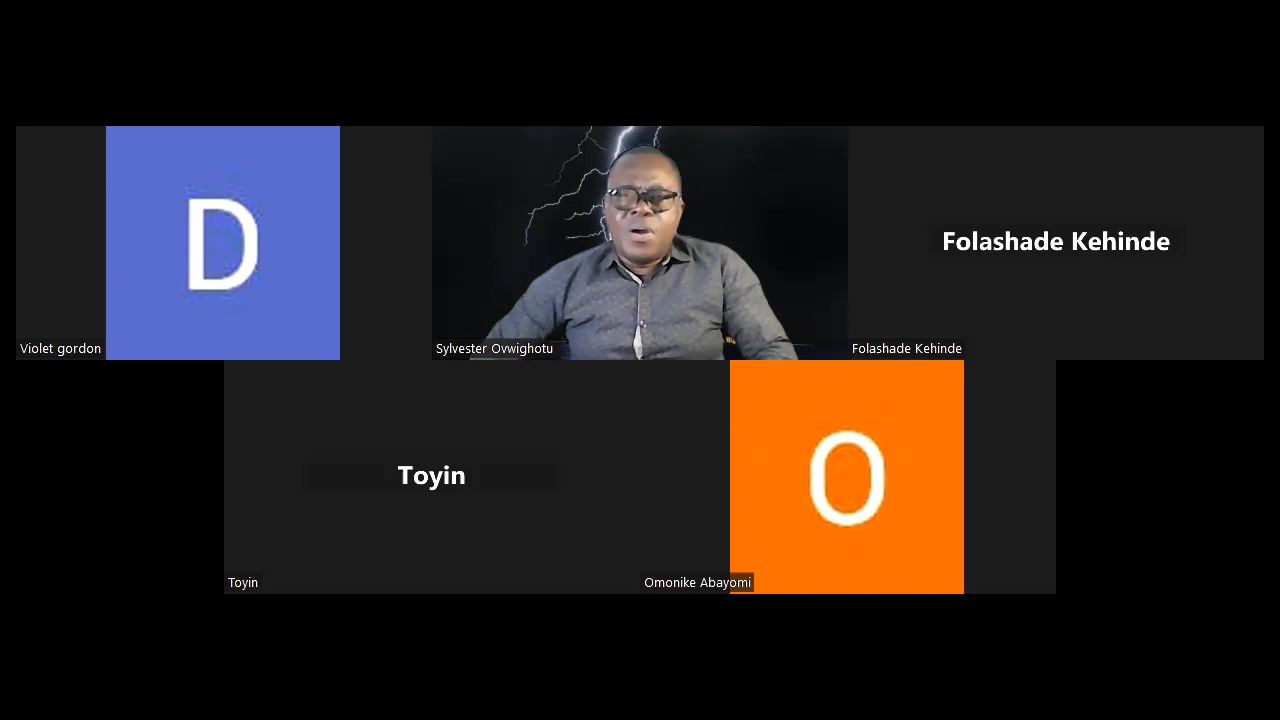 D
Violet gordon
Sylvester Ovwighotu
Folashade Kehinde
Folashade Kehinde
Toyin
Toyin
O
Omonike Abayomi